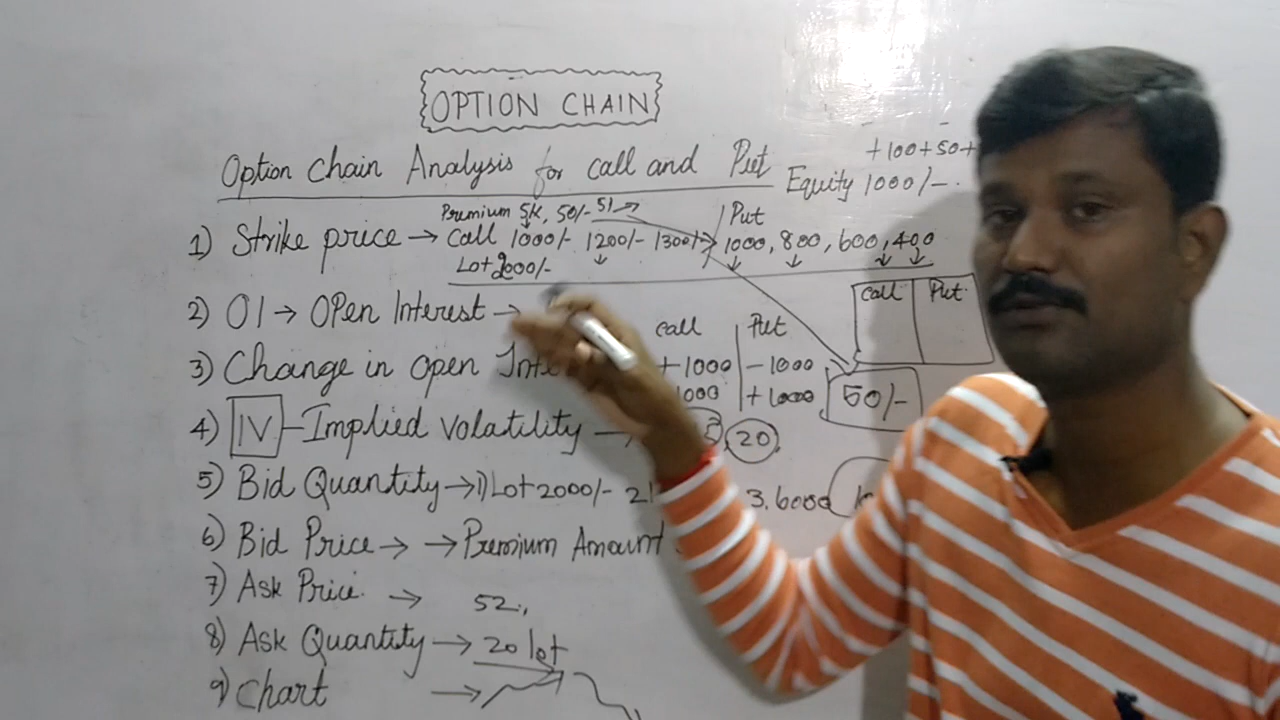 OPTION CHAIN
Option Chain Analysis for call and Put
+100+50+
Equity 1000/-.
Premium 5K, 50/- 51
Put
1) Strike price → Call 1000/- 1200/- 1300/- 1000, 800, 600, 400
Lot 2000/-
Call Put
2) OI → OPen Interest →
Call Put
3) Change in Open Inte
+1000 -1000
1000 +1000
50/-
4) IV - Implied Volatility → 20
5) Bid Quantity → 1) Lot 2000/- 2) 3.6000
6) Bid Price → → Premium Amount
7) Ask Price. → 52.,
8) Ask Quantity → 20 lot
9) Chart →